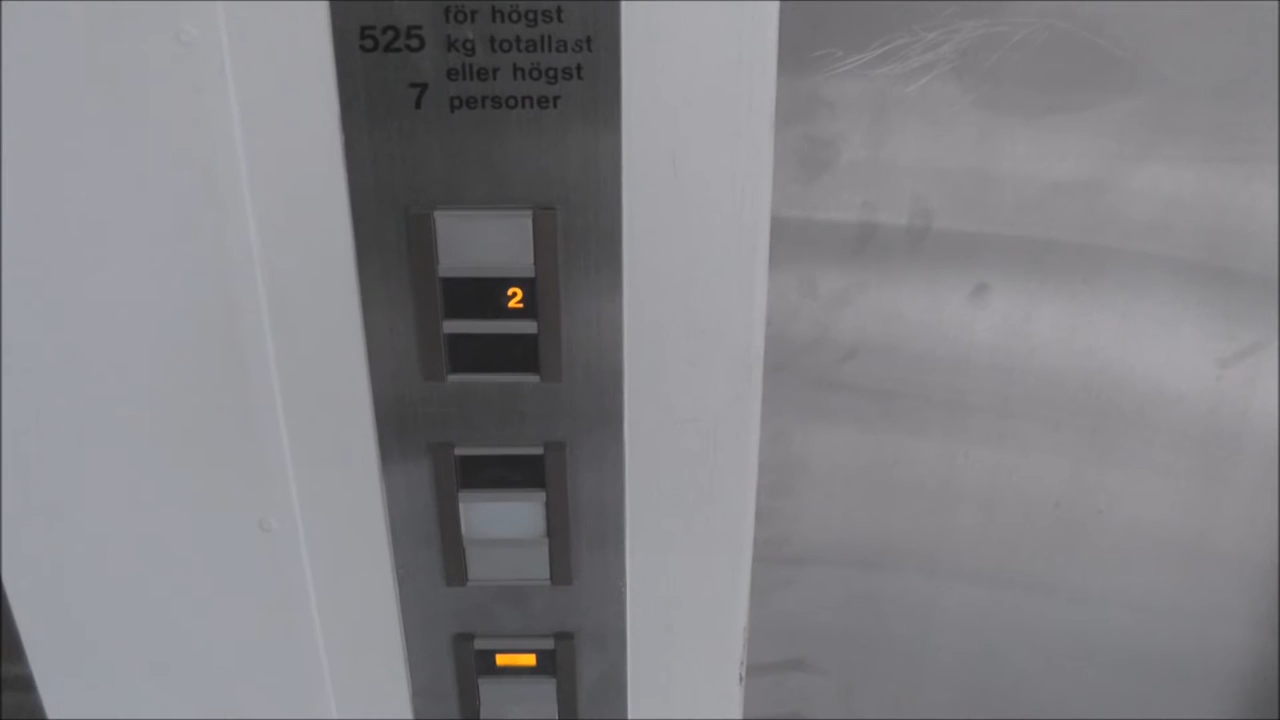 för högst
525 kg totallast
eller högst
7 personer
2